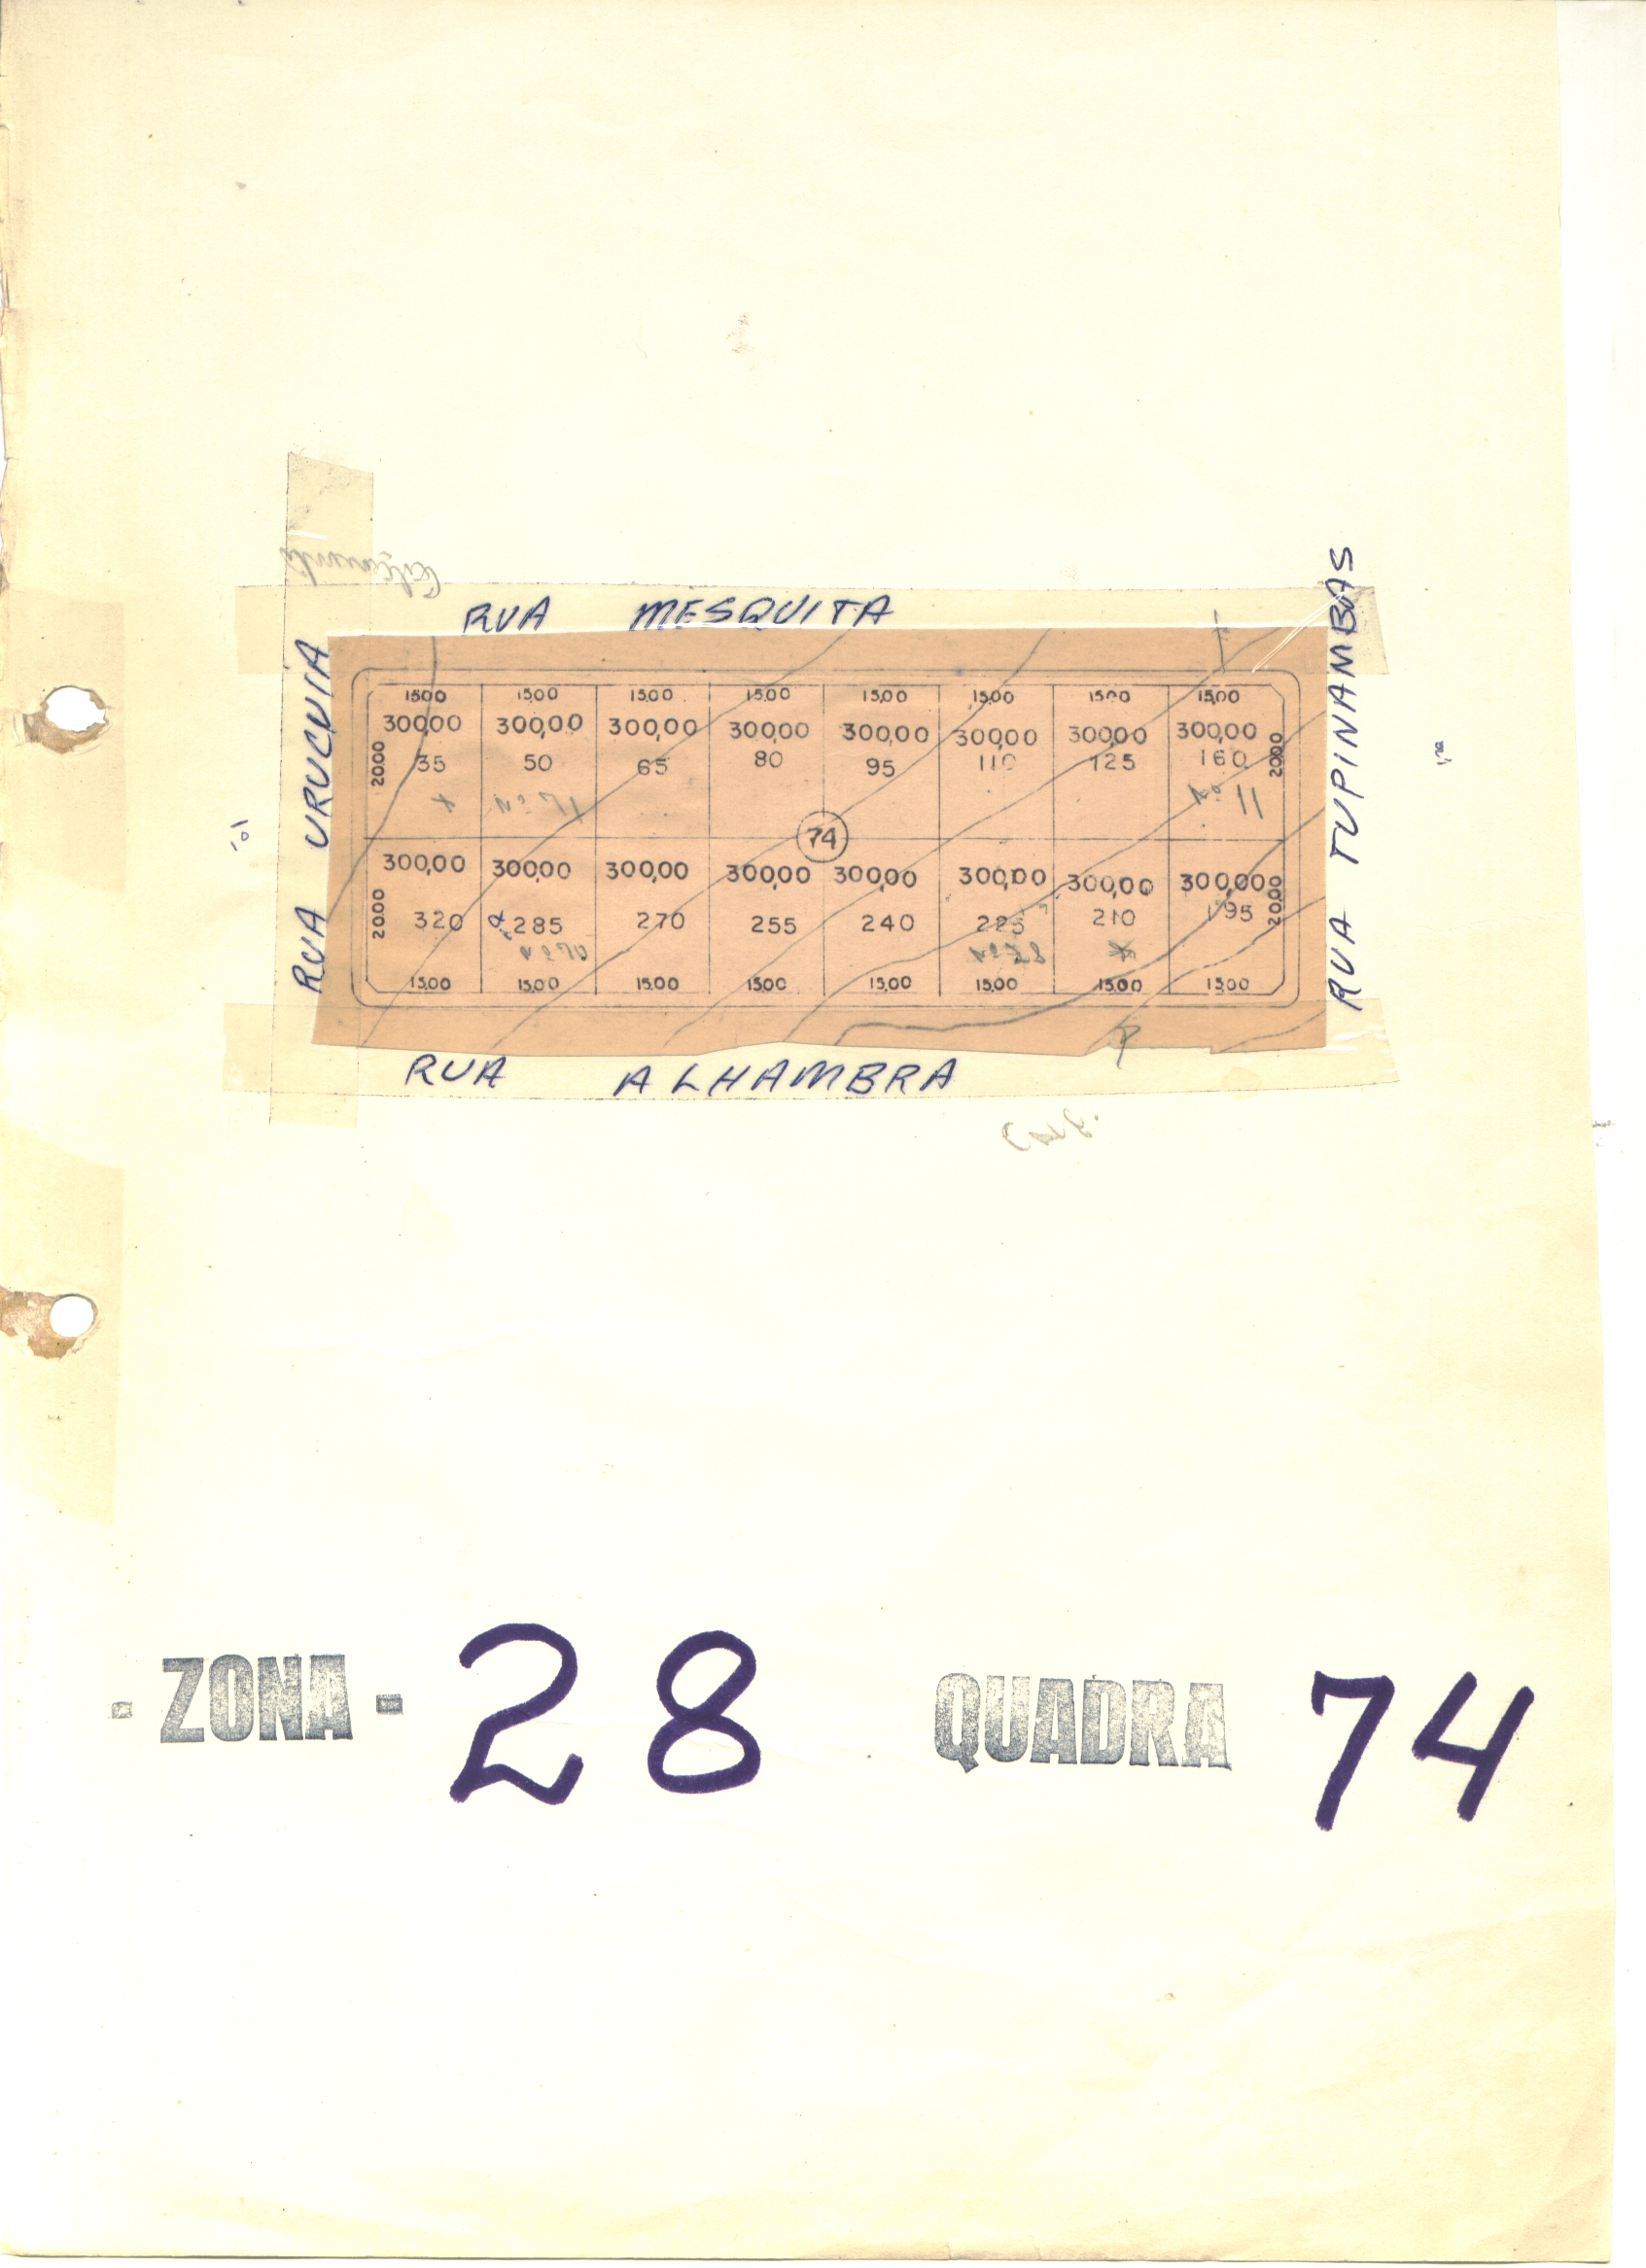 RUA MESQUITA
RUA URUCUIA
RUA TUPINAMBAS
15,00 15,00 15,00 15,00 15,00 15,00 15,00 15,00
300,00 300,00 300,00 300,00 300,00 300,00 300,00 300,00
20,00 35 50 65 80 95 110 125 160 20,00
11
74
300,00 300,00 300,00 300,00 300,00 300,00 300,00 300,00
20,00 320 285 270 255 240 225 210 195 20,00
15,00 15,00 15,00 15,00 15,00 15,00 15,00 15,00
RUA ALHAMBRA
- ZONA - 28 QUADRA 74